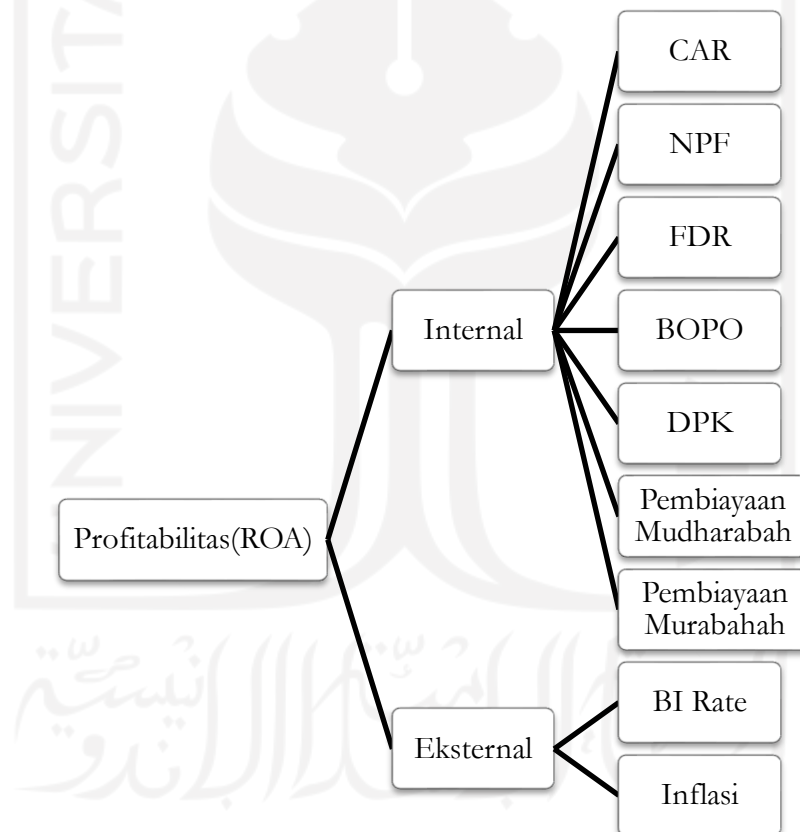 CAR
NPF
FDR
Internal
BOPO
DPK
Pembiayaan
Mudharabah
Profitabilitas(ROA)
Pembiayaan
Murabahah
BI Rate
Eksternal
Inflasi